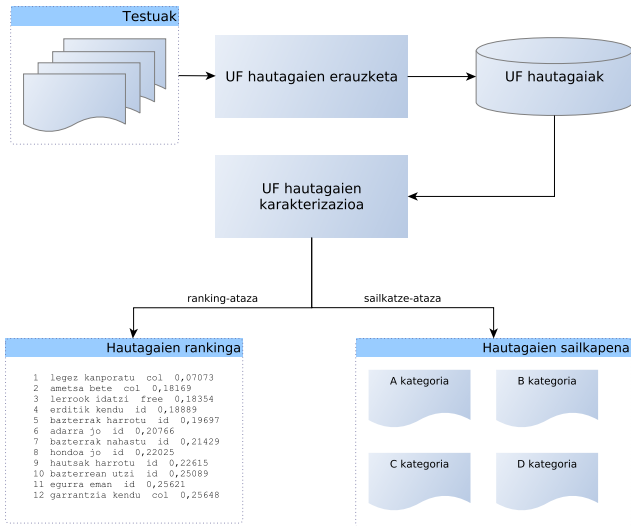 Testuak
UF hautagaien erauzketa
UF hautagaiak
UF hautagaien
karakterizazioa
ranking-ataza
sailkatze-ataza
Hautagaien rankinga
1 legez kanporatu col 0,07073
2 ametsa bete col 0,18169
3 lerrook idatzi free 0,18354
4 erditik kendu id 0,18889
5 bazterrak harrotu id 0,19697
6 adarra jo id 0,20766
7 bazterrak nahastu id 0,21429
8 hondoa jo id 0,22025
9 hautsak harrotu id 0,22615
10 bazterrean utzi id 0,25089
11 egurra eman id 0,25621
12 garrantzia kendu col 0,25648
Hautagaien sailkapena
A kategoria
B kategoria
C kategoria
D kategoria